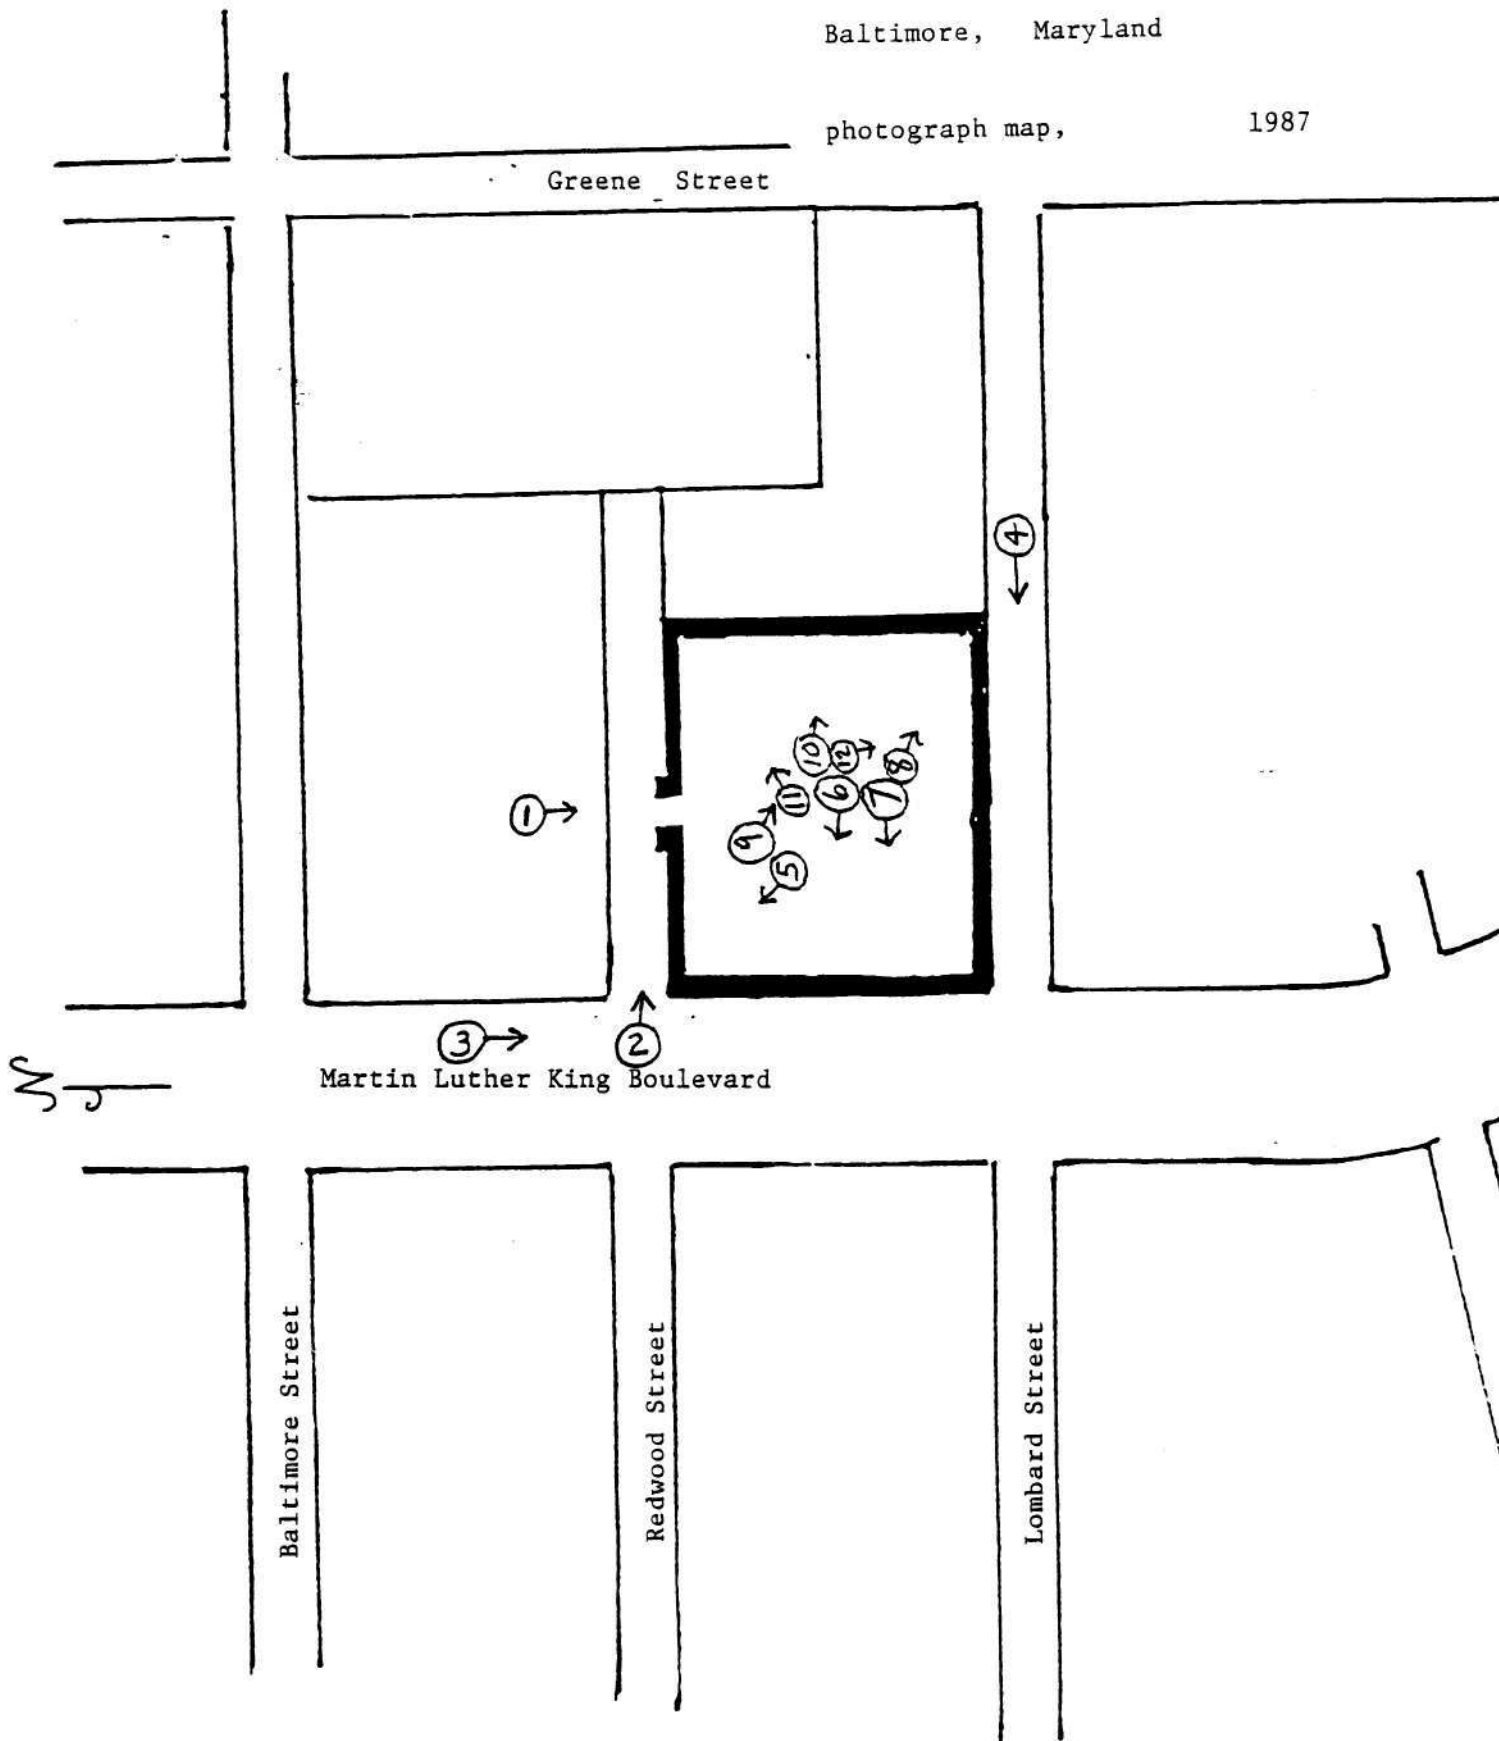 Baltimore, Maryland
photograph map, 1987
Greene Street
4
10
12
8
11
6
7
1
9
5
3
2
Martin Luther King Boulevard
Baltimore Street
Redwood Street
Lombard Street